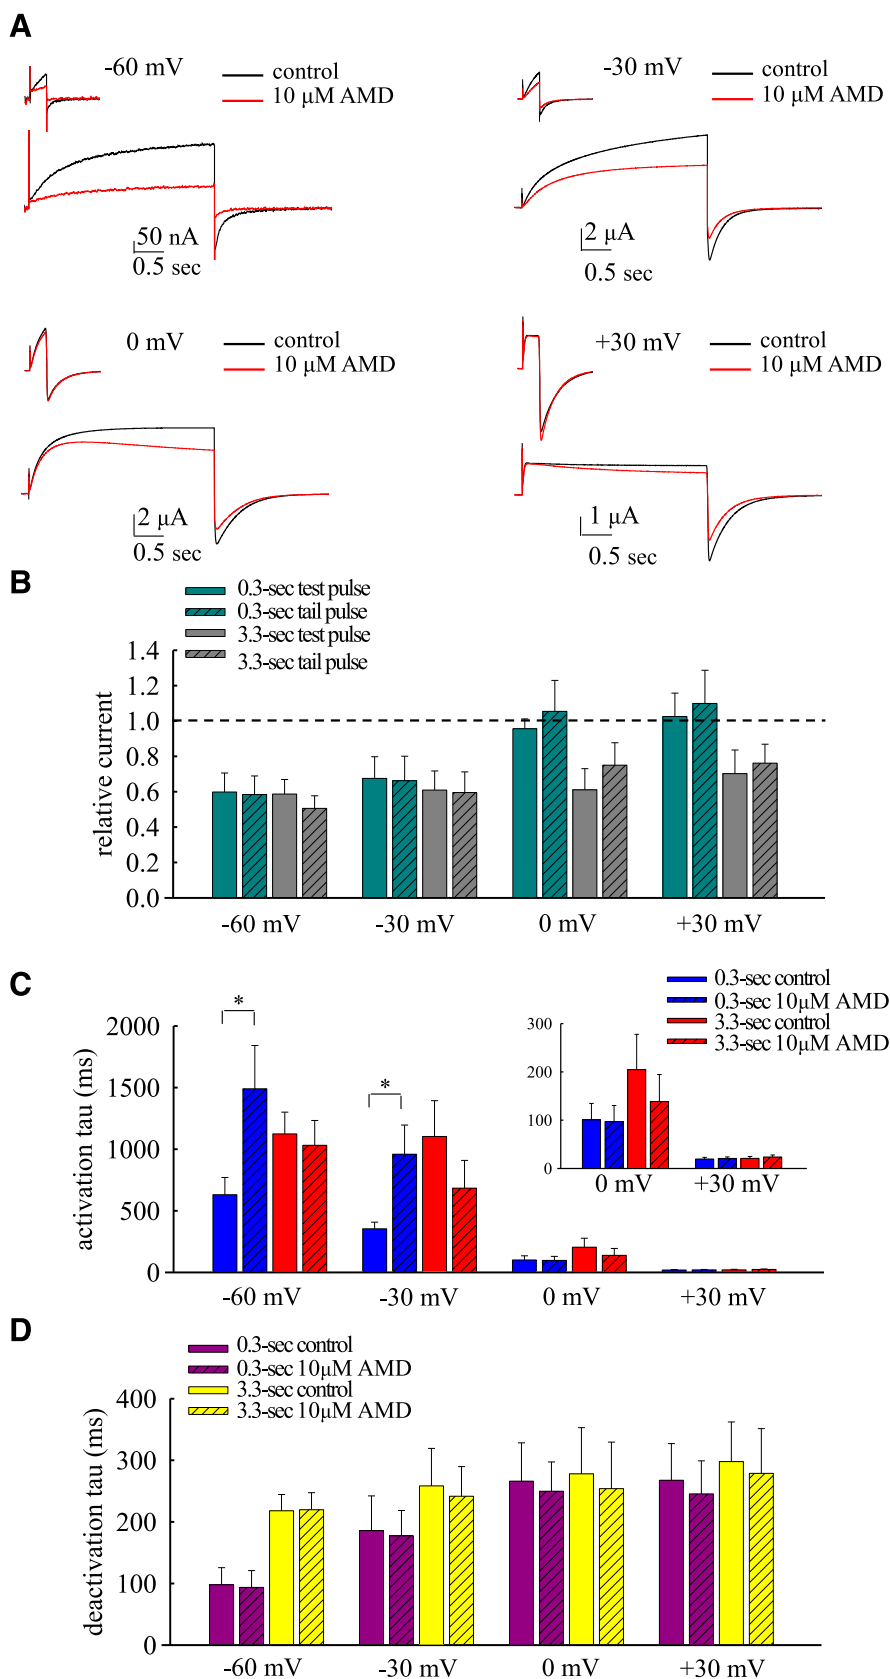 A
-60 mV
control
10 μM AMD
50 nA
0.5 sec
-30 mV
control
10 μM AMD
2 μA
0.5 sec
0 mV
control
10 μM AMD
2 μA
0.5 sec
+30 mV
control
10 μM AMD
1 μA
0.5 sec
B
0.3-sec test pulse
0.3-sec tail pulse
3.3-sec test pulse
3.3-sec tail pulse
relative current
1.4
1.2
1.0
0.8
0.6
0.4
0.2
0.0
-60 mV
-30 mV
0 mV
+30 mV
C
0.3-sec control
0.3-sec 10μM AMD
3.3-sec control
3.3-sec 10μM AMD
activation tau (ms)
2000
1500
1000
500
0
*
*
300
200
100
0
0 mV
+30 mV
-60 mV
-30 mV
0 mV
+30 mV
D
0.3-sec control
0.3-sec 10μM AMD
3.3-sec control
3.3-sec 10μM AMD
deactivation tau (ms)
400
300
200
100
0
-60 mV
-30 mV
0 mV
+30 mV